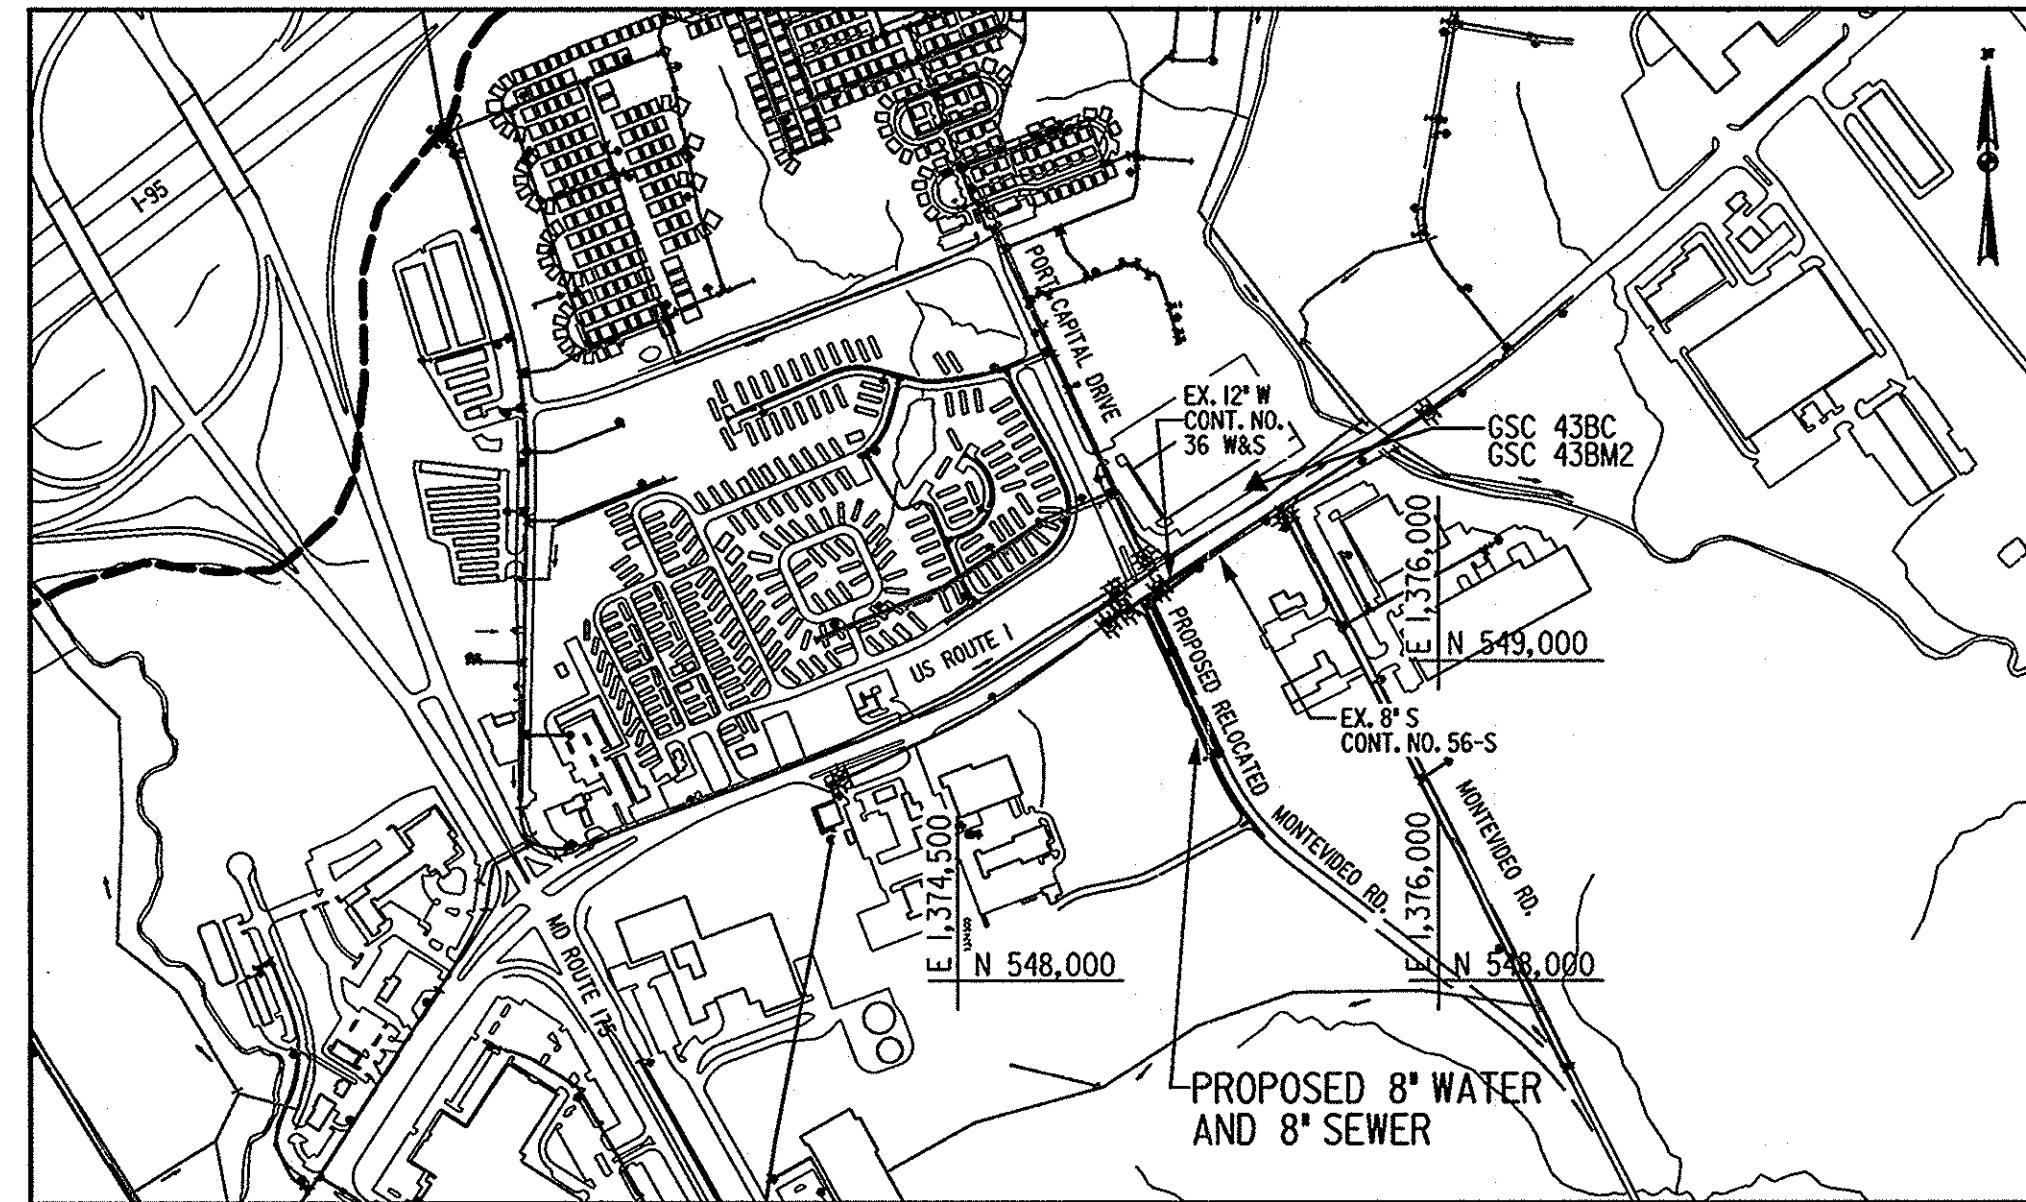 I-95
PORT CAPITAL DRIVE
EX. 12" W
CONT. NO.
36 W&S
GSC 43BC
GSC 43BM2
E 1,376,000
N 549,000
US ROUTE 1
PROPOSED RELOCATED
MONTEVIDEO RD.
EX. 8" S
CONT. NO. 56-S
MONTEVIDEO RD.
E 1,374,500
N 548,000
E 1,376,000
N 548,000
MD ROUTE 175
PROPOSED 8" WATER
AND 8" SEWER